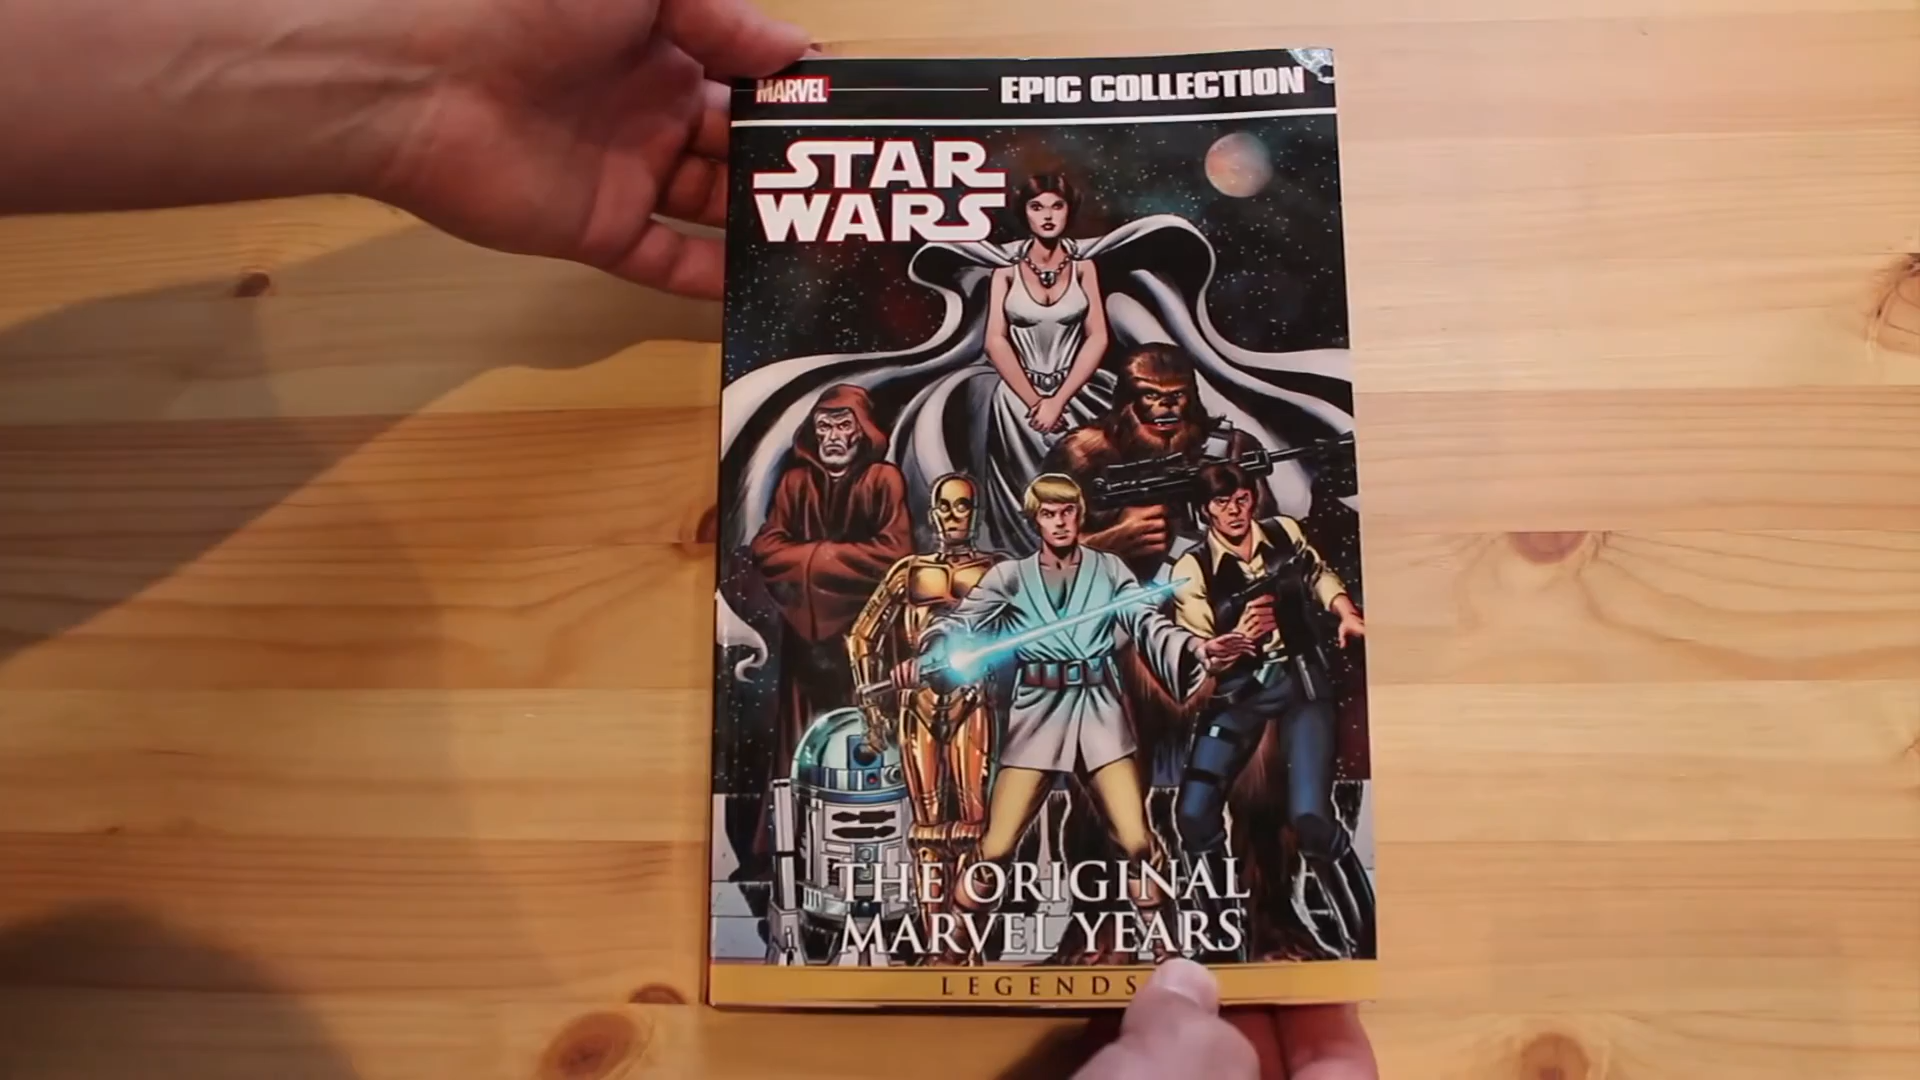 MARVEL
EPIC COLLECTION
STAR
WARS
THE ORIGINAL
MARVEL YEARS
LEGENDS